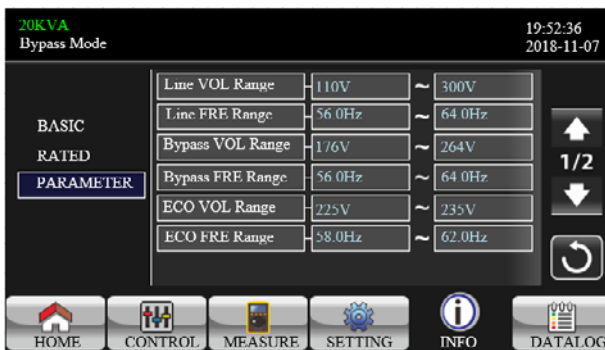 20KVA
Bypass Mode
19:52:36
2018-11-07
BASIC
RATED
PARAMETER
Line VOL Range 110V ~ 300V
Line FRE Range 56.0Hz ~ 64.0Hz
Bypass VOL Range 176V ~ 264V
Bypass FRE Range 56.0Hz ~ 64.0Hz
ECO VOL Range 225V ~ 235V
ECO FRE Range 58.0Hz ~ 62.0Hz
1/2
HOME CONTROL MEASURE SETTING INFO DATALOG